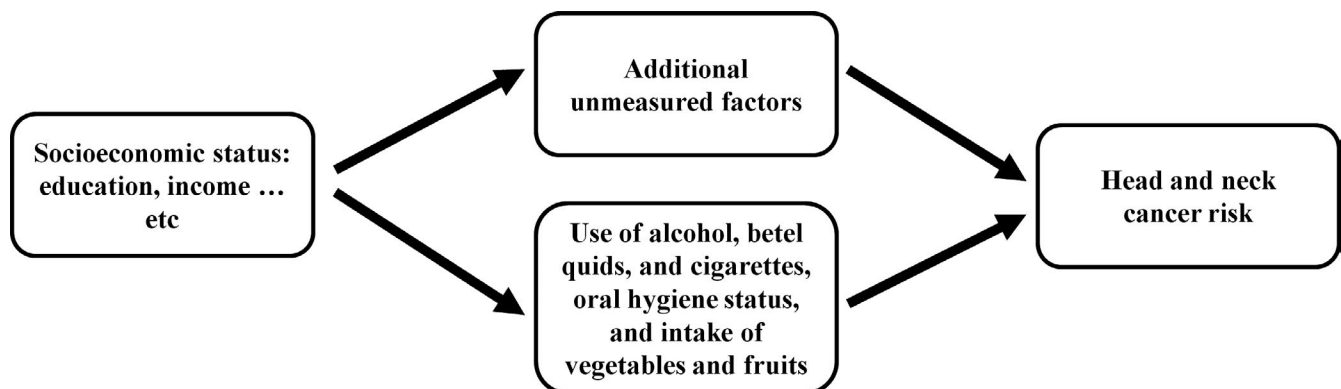 Additional
unmeasured factors
Socioeconomic status:
education, income …
etc
Head and neck
cancer risk
Use of alcohol, betel
quids, and cigarettes,
oral hygiene status,
and intake of
vegetables and fruits